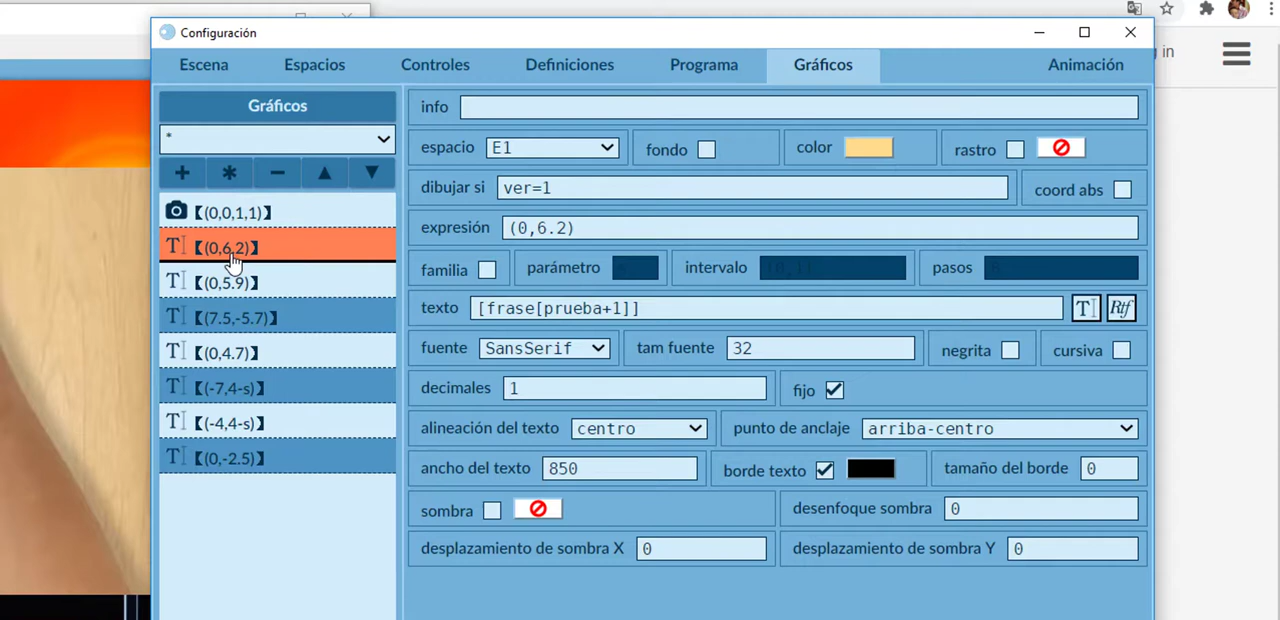 in
Configuración
Escena Espacios Controles Definiciones Programa Gráficos Animación
Gráficos
*
+ * − ▲ ▼
【(0,0,1,1)】
T 【(0,6.2)】
T 【(0,5.9)】
T 【(7.5,-5.7)】
T 【(0,4.7)】
T 【(-7,4-s)】
T 【(-4,4-s)】
T 【(0,-2.5)】
info
espacio E1 fondo color rastro
dibujar si ver=1 coord abs
expresión (0,6.2)
familia parámetro intervalo pasos
texto [frase[prueba+1]] T Rtf
fuente SansSerif tam fuente 32 negrita cursiva
decimales 1 fijo
alineación del texto centro punto de anclaje arriba-centro
ancho del texto 850 borde texto tamaño del borde 0
sombra desenfoque sombra 0
desplazamiento de sombra X 0 desplazamiento de sombra Y 0